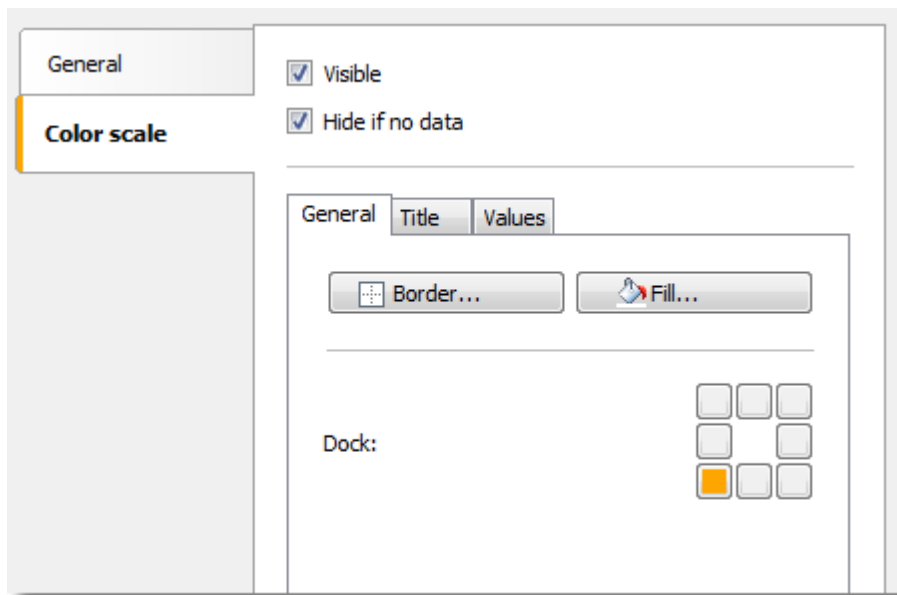 General
Color scale
Visible
Hide if no data
General Title Values
Border... Fill...
Dock: